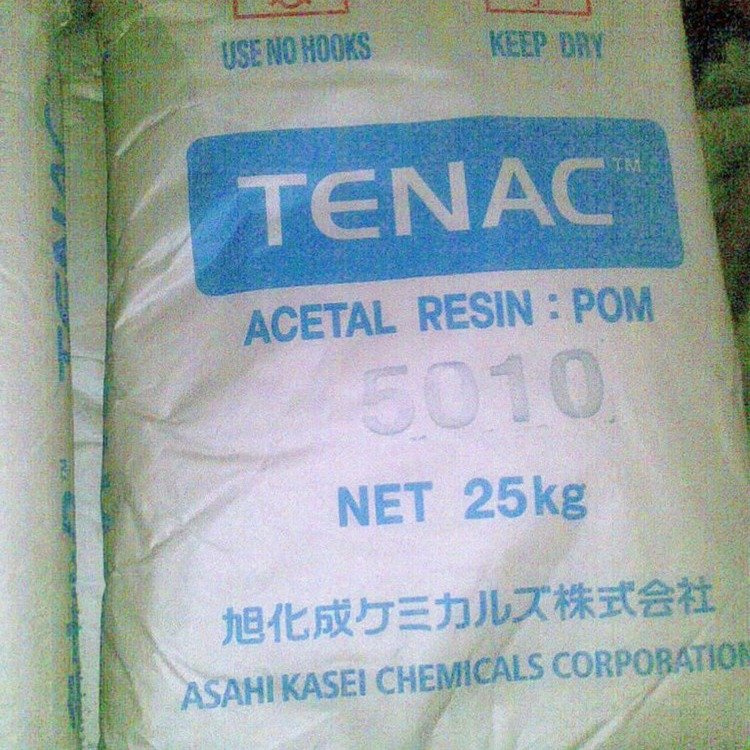 USE NO HOOKS
KEEP DRY
TENAC™
ACETAL RESIN : POM
5010
NET 25kg
旭化成ケミカルズ株式会社
ASAHI KASEI CHEMICALS CORPORATION
TENAC